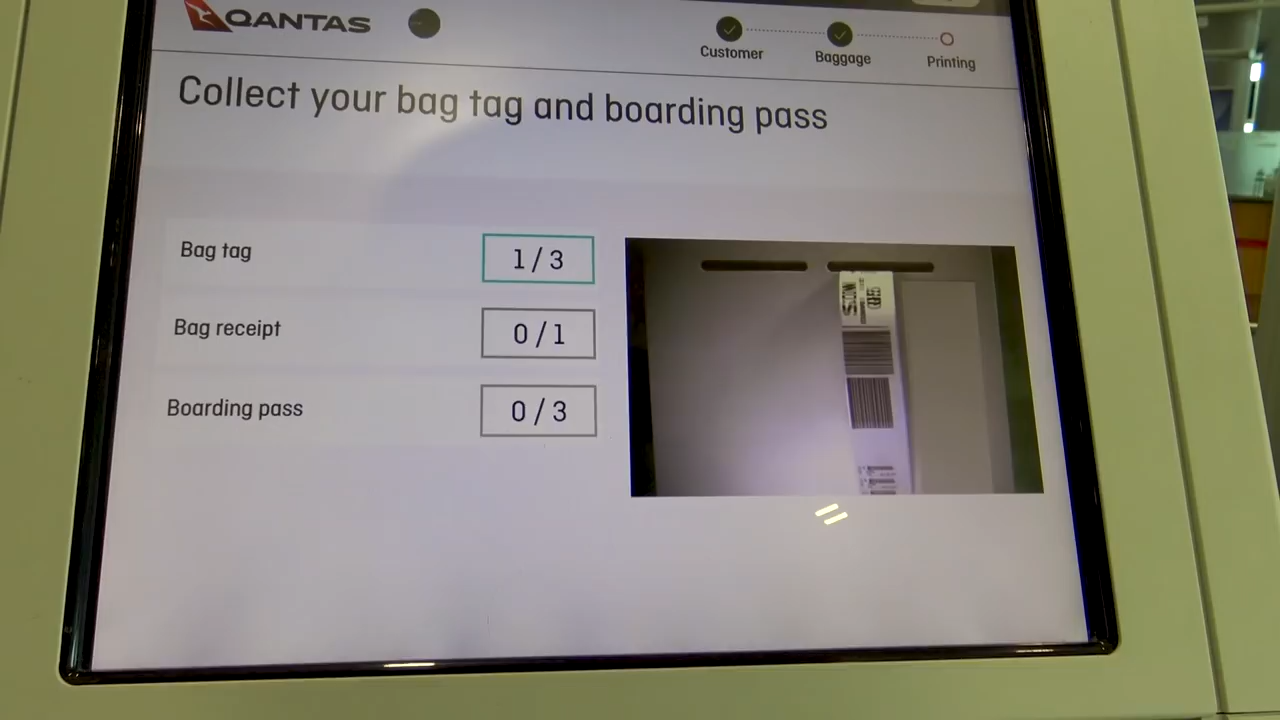 QANTAS
Customer
Baggage
Printing
Collect your bag tag and boarding pass
Bag tag
1 / 3
Bag receipt
0 / 1
Boarding pass
0 / 3